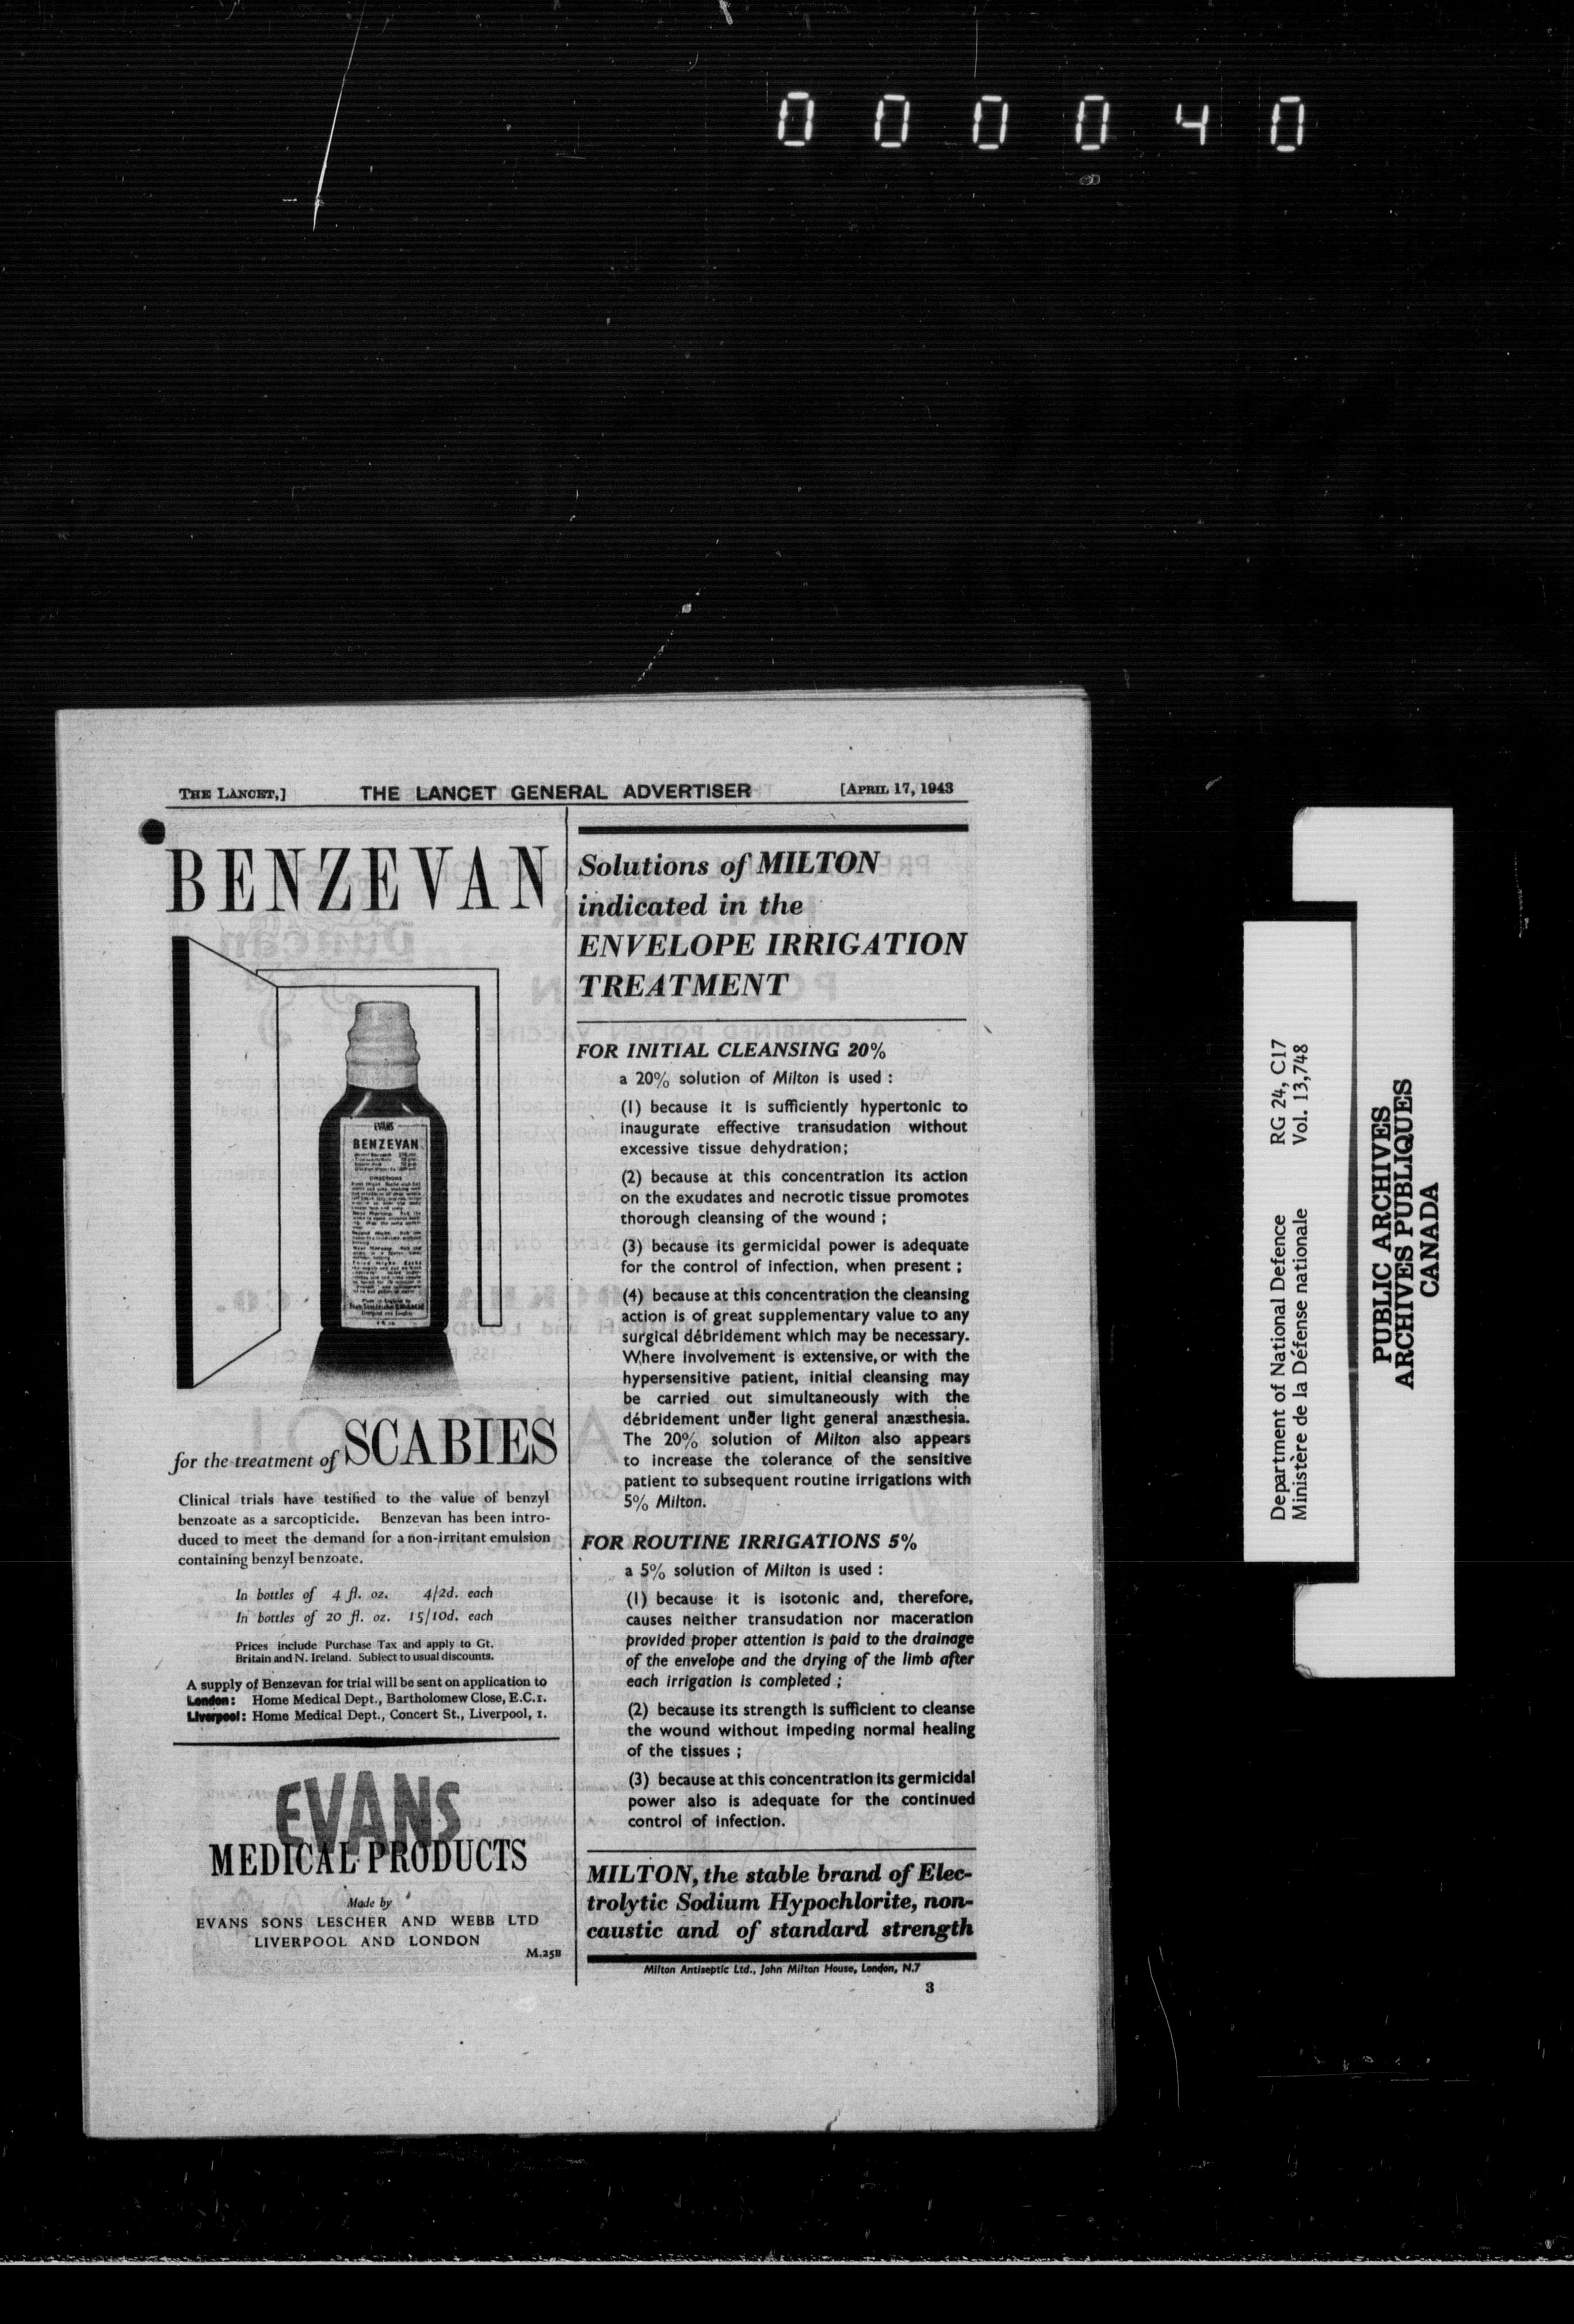 000040
THE LANCET,]
THE LANCET GENERAL ADVERTISER
[APRIL 17, 1943
BENZEVAN
EVANS
BENZEVAN
DIRECTIONS
for the treatment of SCABIES
Clinical trials have testified to the value of benzyl
benzoate as a sarcopticide. Benzevan has been intro-
duced to meet the demand for a non-irritant emulsion
containing benzyl benzoate.
In bottles of 4 fl. oz. 4/2d. each
In bottles of 20 fl. oz. 15/10d. each
Prices include Purchase Tax and apply to Gt.
Britain and N. Ireland. Subject to usual discounts.
A supply of Benzevan for trial will be sent on application to
London: Home Medical Dept., Bartholomew Close, E.C.1.
Liverpool: Home Medical Dept., Concert St., Liverpool, 1.
EVANS
MEDICAL PRODUCTS
Made by
EVANS SONS LESCHER AND WEBB LTD
LIVERPOOL AND LONDON
M.25B
Solutions of MILTON
indicated in the
ENVELOPE IRRIGATION
TREATMENT
FOR INITIAL CLEANSING 20%
a 20% solution of Milton is used :
(1) because it is sufficiently hypertonic to
inaugurate effective transudation without
excessive tissue dehydration;
(2) because at this concentration its action
on the exudates and necrotic tissue promotes
thorough cleansing of the wound ;
(3) because its germicidal power is adequate
for the control of infection, when present ;
(4) because at this concentration the cleansing
action is of great supplementary value to any
surgical débridement which may be necessary.
Where involvement is extensive, or with the
hypersensitive patient, initial cleansing may
be carried out simultaneously with the
débridement under light general anæsthesia.
The 20% solution of Milton also appears
to increase the tolerance of the sensitive
patient to subsequent routine irrigations with
5% Milton.
FOR ROUTINE IRRIGATIONS 5%
a 5% solution of Milton is used :
(1) because it is isotonic and, therefore,
causes neither transudation nor maceration
provided proper attention is paid to the drainage
of the envelope and the drying of the limb after
each irrigation is completed ;
(2) because its strength is sufficient to cleanse
the wound without impeding normal healing
of the tissues ;
(3) because at this concentration its germicidal
power also is adequate for the continued
control of infection.
MILTON, the stable brand of Elec-
trolytic Sodium Hypochlorite, non-
caustic and of standard strength
Milton Antiseptic Ltd., John Milton House, London, N.7
3
Department of National Defence RG 24, C17
Ministère de la Défense nationale Vol. 13,748
PUBLIC ARCHIVES
ARCHIVES PUBLIQUES
CANADA